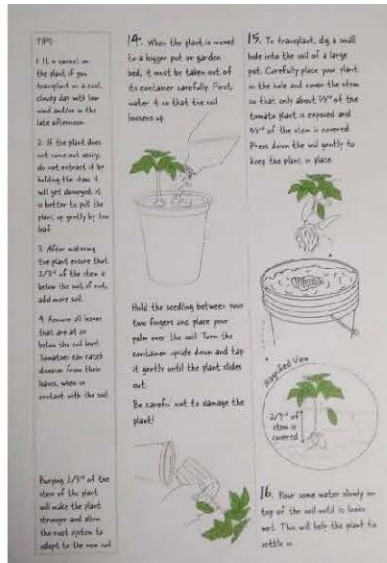 TIPS
1. It is easiest on
the plant if you
transplant on a cool,
cloudy day with low
wind and/or in the
late afternoon
2. If the plant does
not come out easily,
do not extract it by
holding the stem. It
will get damaged, it
is better to pull the
plant up gently by the
leaf.
3. After watering
the plant ensure that
2/3rd of the stem is
below the soil, if not,
add more soil.
4. Remove all leaves
that are at or
below the soil level.
Tomatoes can catch
diseases from their
leaves, when in
contact with the soil
Burying 2/3rd of the
stem of the plant
will make the plant
stronger and allow
the root system to
adapt to the new soil
14. When the plant is moved
to a bigger pot or garden
bed, it must be taken out of
its container carefully. First,
water it so that the soil
loosens up.
Hold the seedling between your
two fingers and place your
palm over the soil. Turn the
container upside down and tap
it gently until the plant slides
out.
Be careful not to damage the
plant!
15. To transplant, dig a small
hole into the soil of a large
pot. Carefully place your plant
in the hole and cover the stem
so that only 1/3rd of the
tomato plant is exposed and
2/3rd of the stem is covered.
Press down the soil gently to
keep the plant in place.
Magnified View
2/3rd of
stem is
covered
16. Pour some water slowly on
top of the soil until is looks
wet. This will help the plant to
settle in